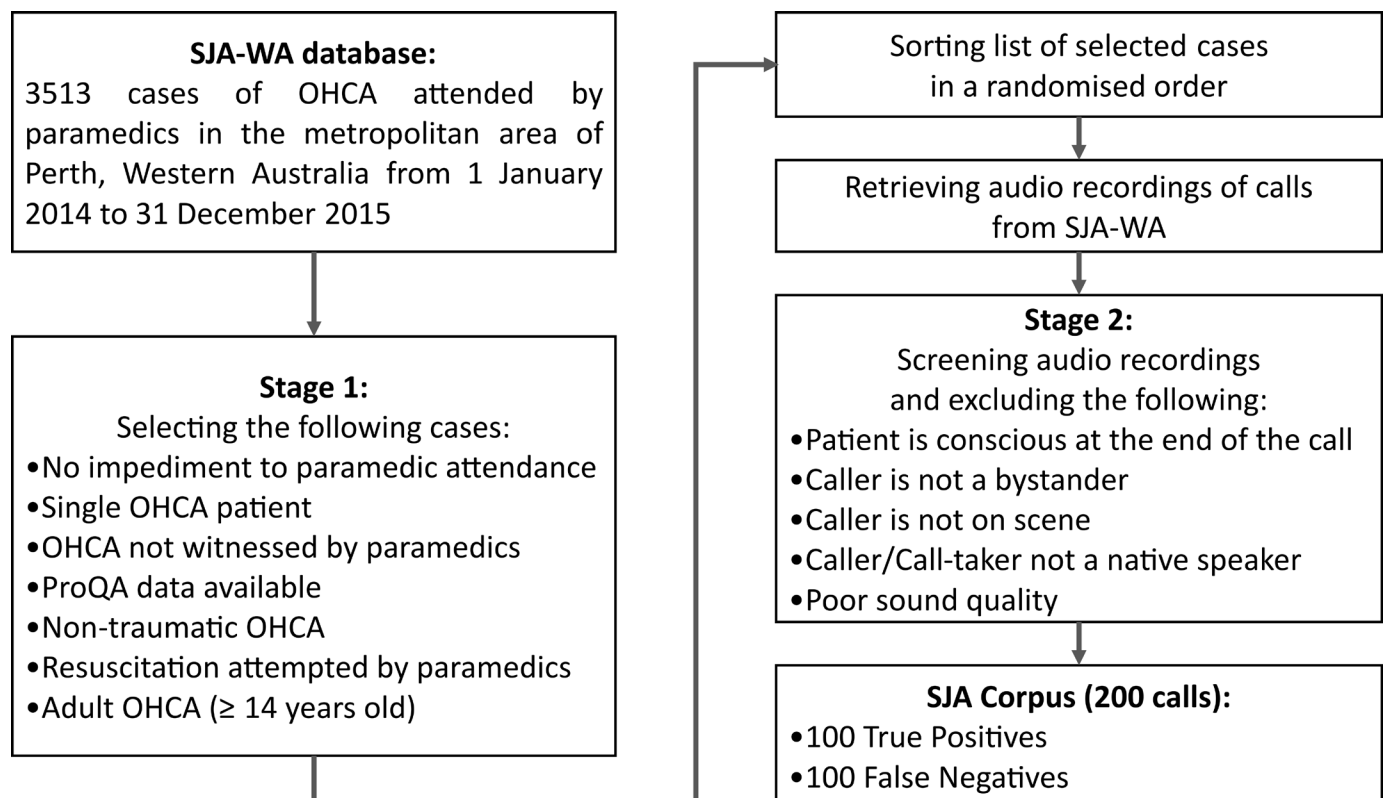 SJA-WA database:
3513 cases of OHCA attended by
paramedics in the metropolitan area of
Perth, Western Australia from 1 January
2014 to 31 December 2015
Stage 1:
Selecting the following cases:
•No impediment to paramedic attendance
•Single OHCA patient
•OHCA not witnessed by paramedics
•ProQA data available
•Non-traumatic OHCA
•Resuscitation attempted by paramedics
•Adult OHCA (≥ 14 years old)
Sorting list of selected cases
in a randomised order
Retrieving audio recordings of calls
from SJA-WA
Stage 2:
Screening audio recordings
and excluding the following:
•Patient is conscious at the end of the call
•Caller is not a bystander
•Caller is not on scene
•Caller/Call-taker not a native speaker
•Poor sound quality
SJA Corpus (200 calls):
•100 True Positives
•100 False Negatives